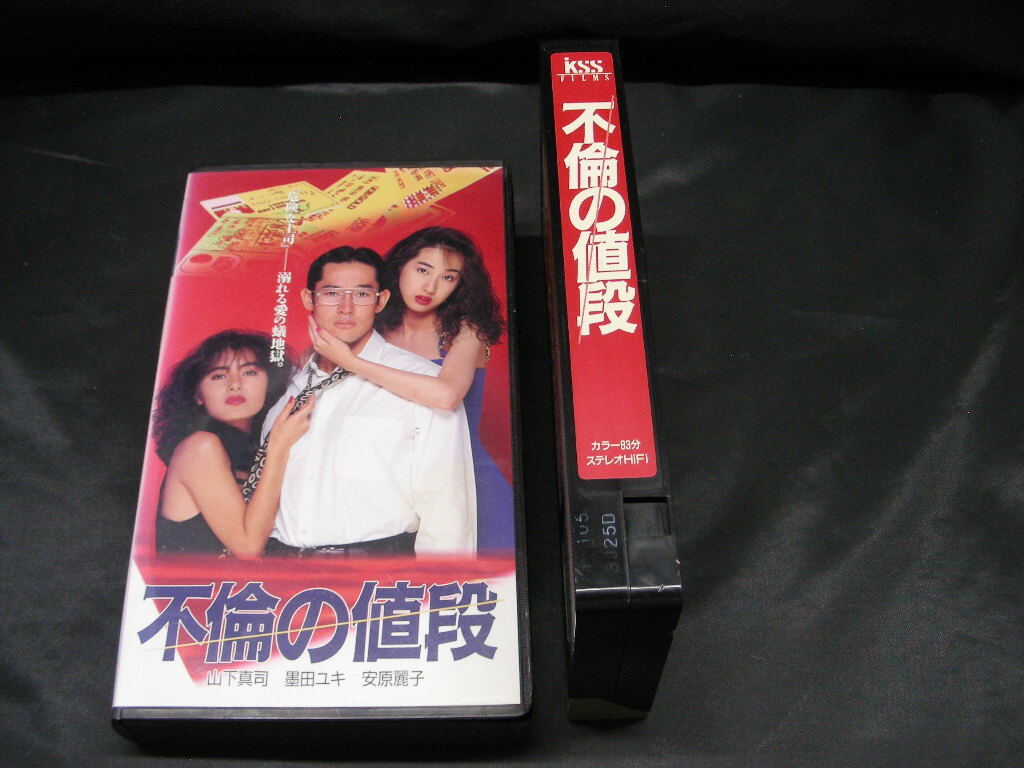 溺れる愛の蟻地獄。
不倫の値段
山下真司 墨田ユキ 安原麗子
KSS
FILMS
不倫の値段
カラー83分
ステレオHiFi